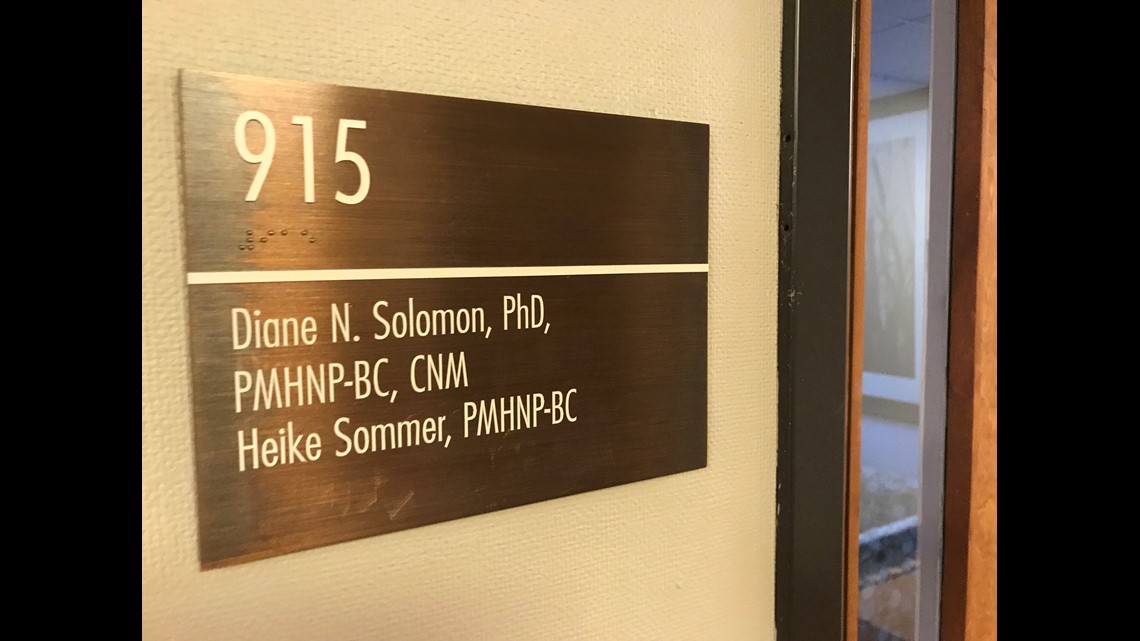 915
Diane N. Solomon, PhD,
PMHNP-BC, CNM
Heike Sommer, PMHNP-BC